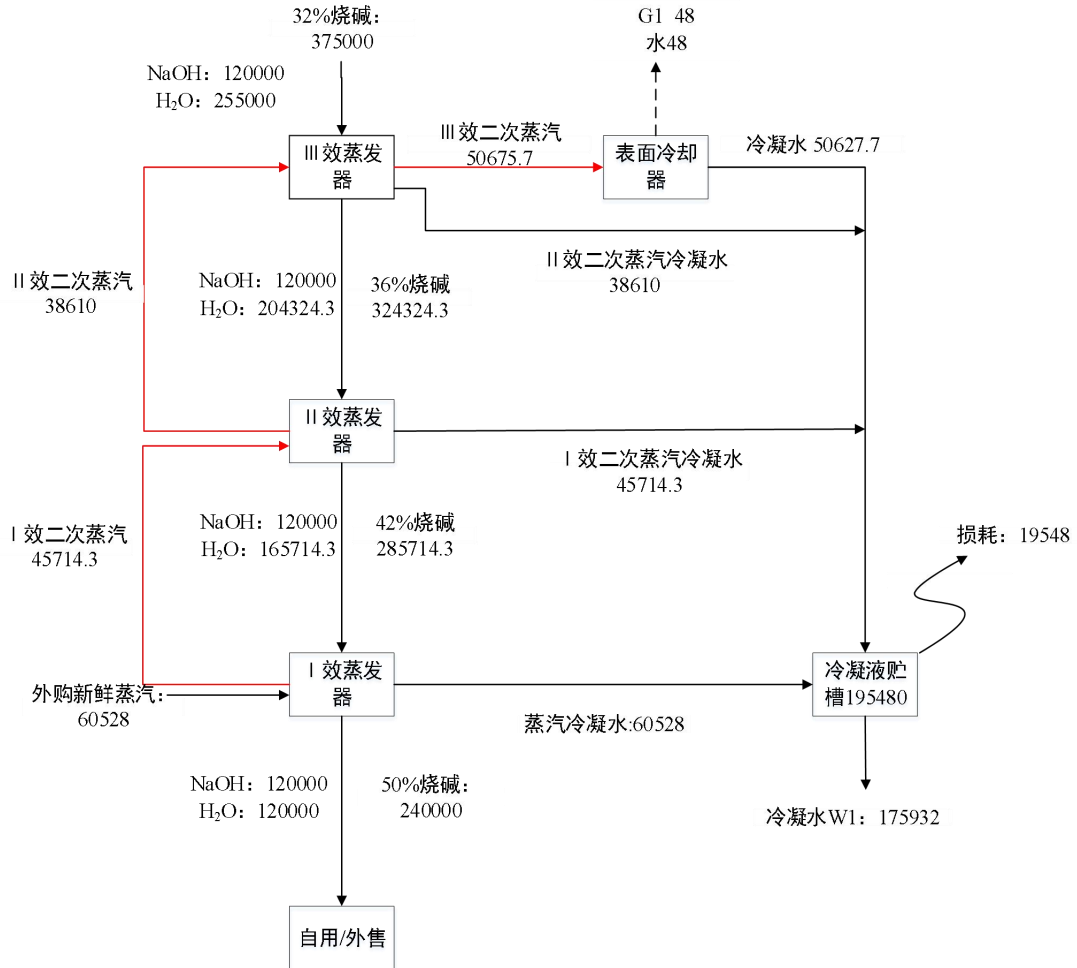 32%烧碱：
375000
G1 48
水48
NaOH：120000
H₂O：255000
III效蒸发
器
III效二次蒸汽
50675.7
表面冷却
器
冷凝水 50627.7
II效二次蒸汽
38610
NaOH：120000
H₂O：204324.3
36%烧碱
324324.3
II效二次蒸汽冷凝水
38610
II效蒸发
器
I效二次蒸汽冷凝水
45714.3
I效二次蒸汽
45714.3
NaOH：120000
H₂O：165714.3
42%烧碱
285714.3
损耗：19548
I效蒸发
器
冷凝液贮
槽195480
外购新鲜蒸汽：
60528
蒸汽冷凝水:60528
NaOH：120000
H₂O：120000
50%烧碱：
240000
冷凝水W1：175932
自用/外售